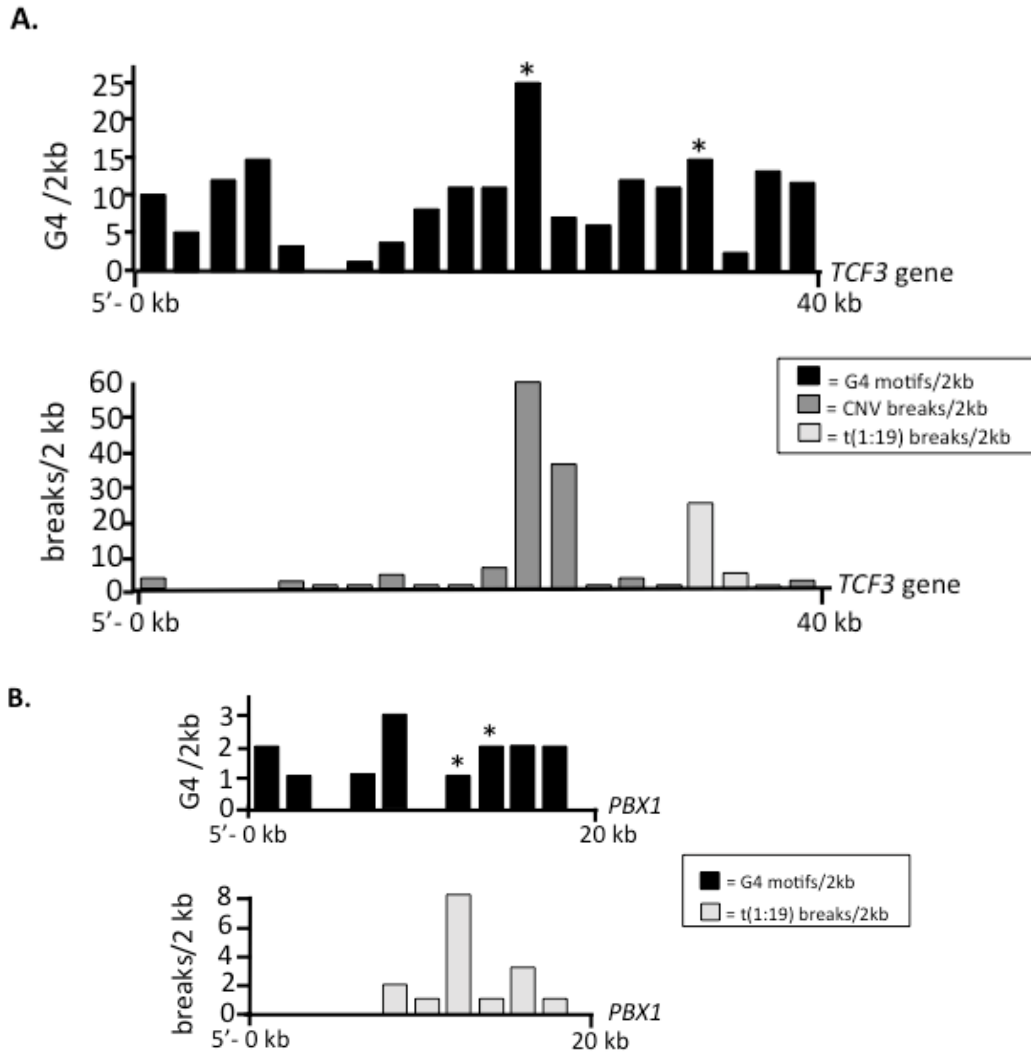 A.
G4 /2kb
25
20
15
10
5
0
*
*
TCF3 gene
5'- 0 kb
40 kb
breaks/2 kb
60
50
40
30
20
10
0
= G4 motifs/2kb
= CNV breaks/2kb
= t(1:19) breaks/2kb
TCF3 gene
5'- 0 kb
40 kb
B.
G4 /2kb
3
2
1
0
*
*
PBX1
5'- 0 kb
20 kb
breaks/2 kb
8
6
4
2
0
= G4 motifs/2kb
= t(1:19) breaks/2kb
PBX1
5'- 0 kb
20 kb